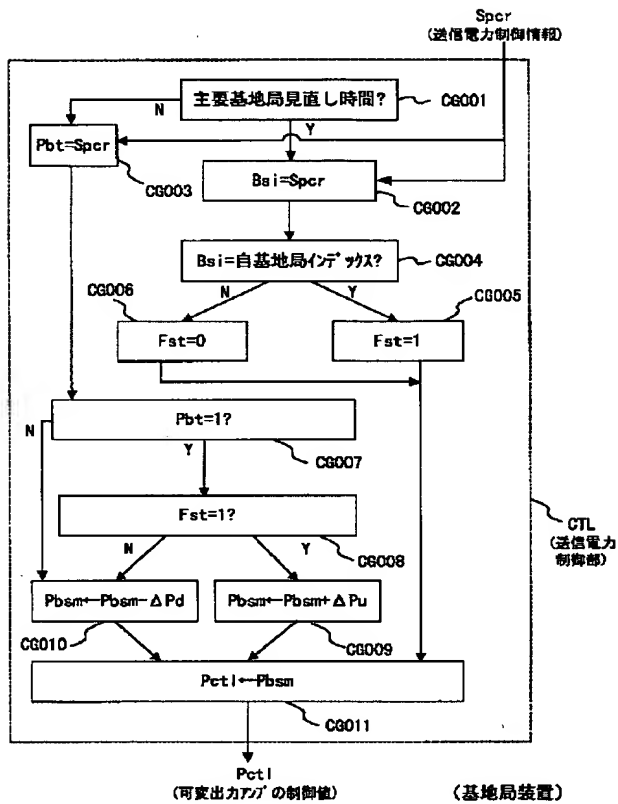 Spcr
(送信電力制御情報)
主要基地局見直し時間?
CG001
N
Y
Pbt=Spcr
CG003
Bsi=Spcr
CG002
Bsi=自基地局インデックス?
CG004
CG006
N
Y
CG005
Fst=0
Fst=1
N
Pbt=1?
Y
CG007
Fst=1?
N
Y
CG008
CTL
(送信電力
制御部)
Pbsm←Pbsm-ΔPd
Pbsm←Pbsm+ΔPu
CG010
CG009
Pctl←Pbsm
CG011
Pctl
(可変出力アンプの制御値)
(基地局装置)